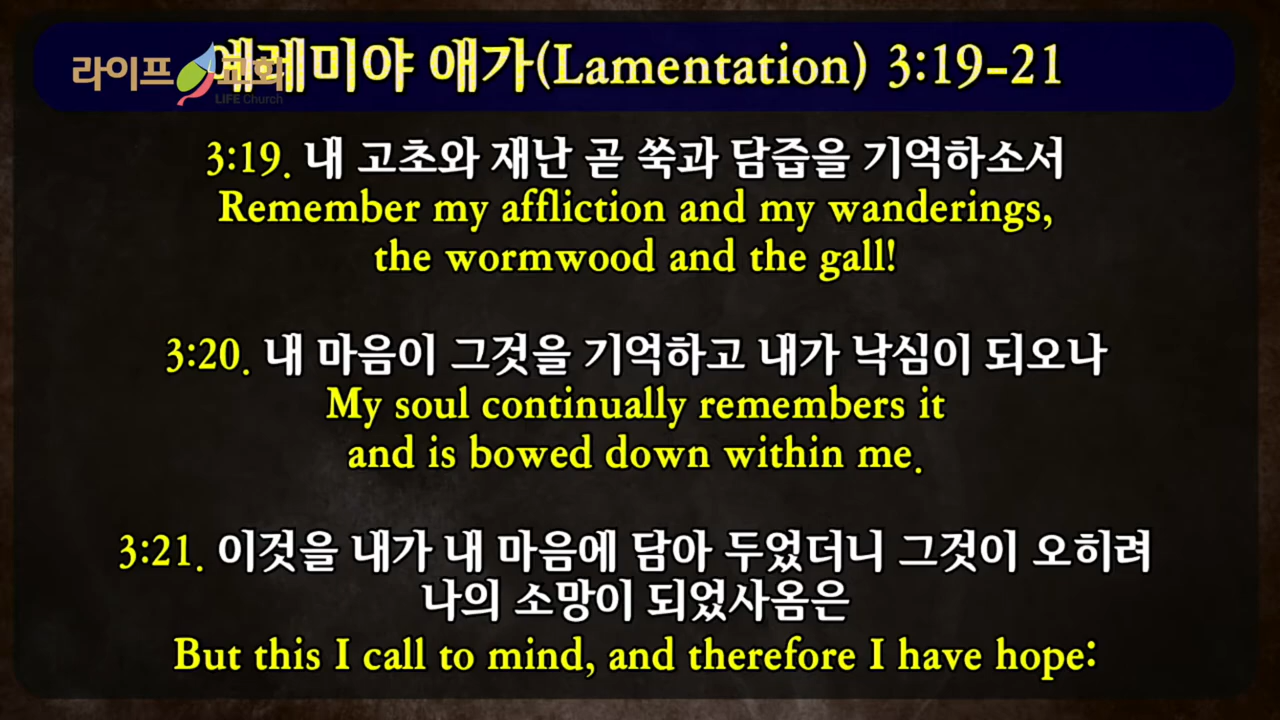 라이프 교회
LIFE Church
예레미야 애가(Lamentation) 3:19-21
3:19. 내 고초와 재난 곧 쑥과 담즙을 기억하소서
Remember my affliction and my wanderings,
the wormwood and the gall!
3:20. 내 마음이 그것을 기억하고 내가 낙심이 되오나
My soul continually remembers it
and is bowed down within me.
3:21. 이것을 내가 내 마음에 담아 두었더니 그것이 오히려
나의 소망이 되었사옴은
But this I call to mind, and therefore I have hope: